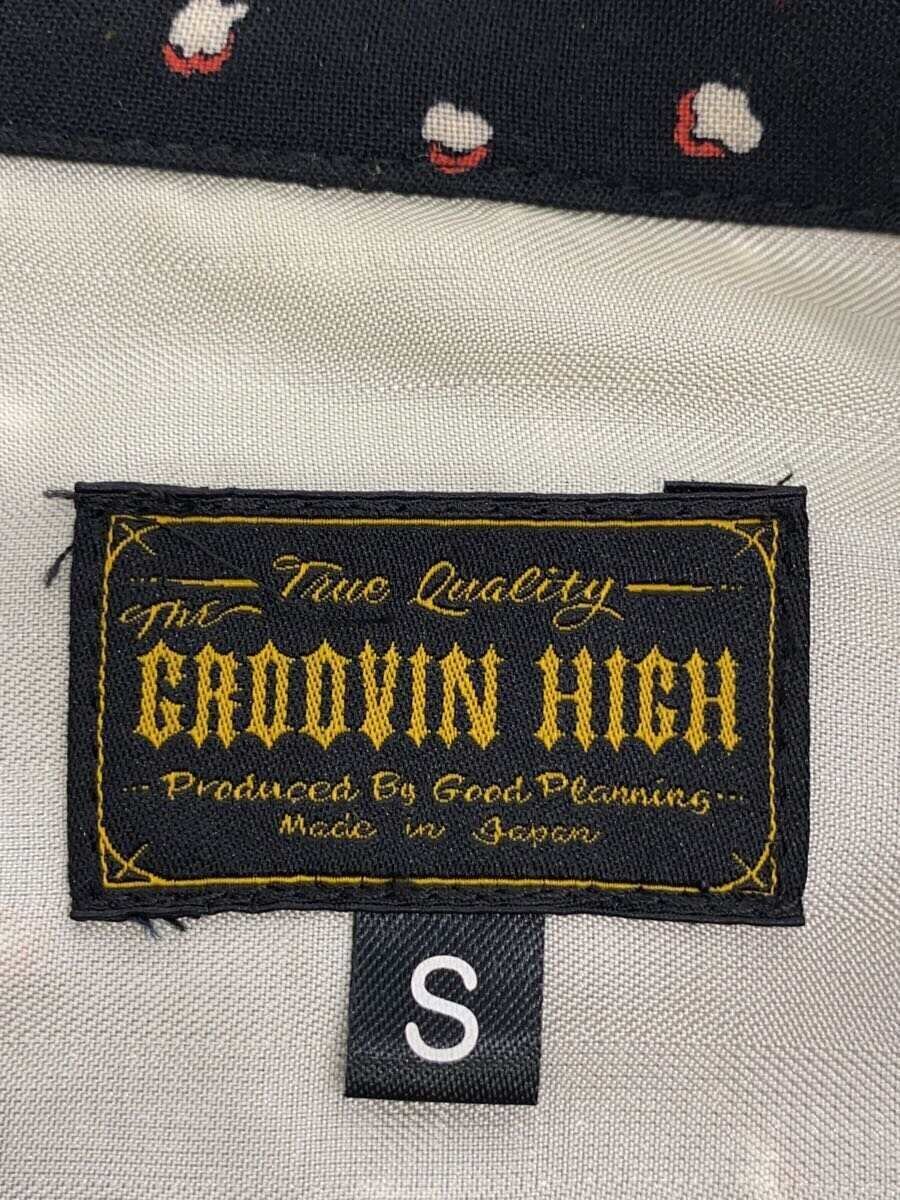 True Quality
The
GROOVIN HIGH
Produced By Good Planning
Made in Japan
S